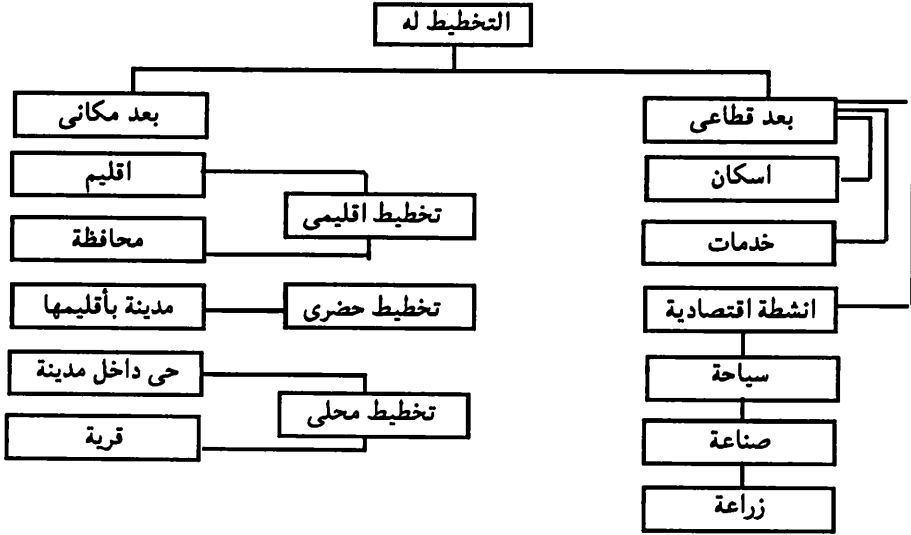 التخطيط له
بعد قطاعى
بعد مكانى
اسكان
اقليم
تخطيط اقليمى
خدمات
محافظة
انشطة اقتصادية
تخطيط حضرى
مدينة بأقليمها
سياحة
حى داخل مدينة
تخطيط محلى
صناعة
قرية
زراعة